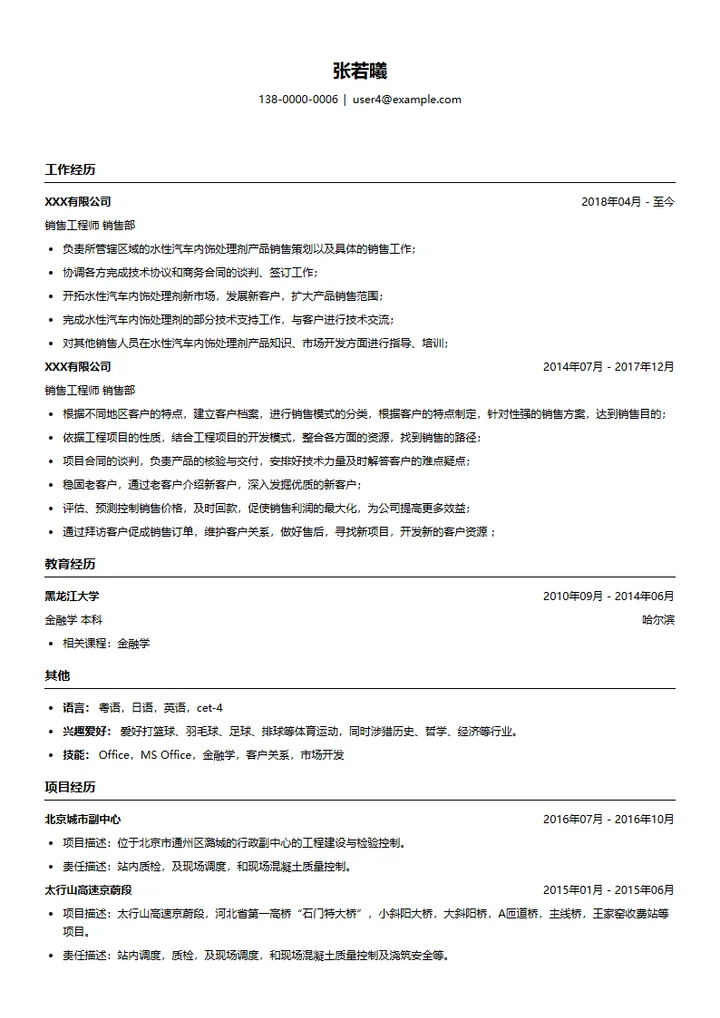 张若曦
138-0000-0006 | user4@example.com
工作经历
XXX有限公司 2018年04月 - 至今
销售工程师 销售部
• 负责所管辖区域的水性汽车内饰处理剂产品销售策划以及具体的销售工作；
• 协调各方完成技术协议和商务合同的谈判、签订工作；
• 开拓水性汽车内饰处理剂新市场，发展新客户，扩大产品销售范围；
• 完成水性汽车内饰处理剂的部分技术支持工作，与客户进行技术交流；
• 对其他销售人员在水性汽车内饰处理剂产品知识、市场开发方面进行指导、培训；
XXX有限公司 2014年07月 - 2017年12月
销售工程师 销售部
• 根据不同地区客户的特点，建立客户档案，进行销售模式的分类，根据客户的特点制定，针对性强的销售方案，达到销售目的；
• 依据工程项目的性质，结合工程项目的开发模式，整合各方面的资源，找到销售的路径；
• 项目合同的谈判，负责产品的核验与交付，安排好技术力量及时解答客户的难点疑点；
• 稳固老客户，通过老客户介绍新客户，深入发掘优质的新客户；
• 评估、预测控制销售价格，及时回款，促使销售利润的最大化，为公司提高更多效益；
• 通过拜访客户促成销售订单，维护客户关系，做好售后，寻找新项目，开发新的客户资源 ；
教育经历
黑龙江大学 2010年09月 - 2014年06月
金融学 本科 哈尔滨
• 相关课程：金融学
其他
• 语言： 粤语，日语，英语，cet-4
• 兴趣爱好： 爱好打篮球、羽毛球、足球、排球等体育运动，同时涉猎历史、哲学、经济等行业。
• 技能： Office，MS Office，金融学，客户关系，市场开发
项目经历
北京城市副中心 2016年07月 - 2016年10月
• 项目描述：位于北京市通州区潞城的行政副中心的工程建设与检验控制。
• 责任描述：站内质检，及现场调度，和现场混凝土质量控制。
太行山高速京蔚段 2015年01月 - 2015年06月
• 项目描述：太行山高速京蔚段，河北省第一高桥“石门特大桥”，小斜阳大桥，大斜阳桥，A匝道桥，主线桥，王家窑收费站等
项目。
• 责任描述：站内调度，质检，及现场调度，和现场混凝土质量控制及浇筑安全等。